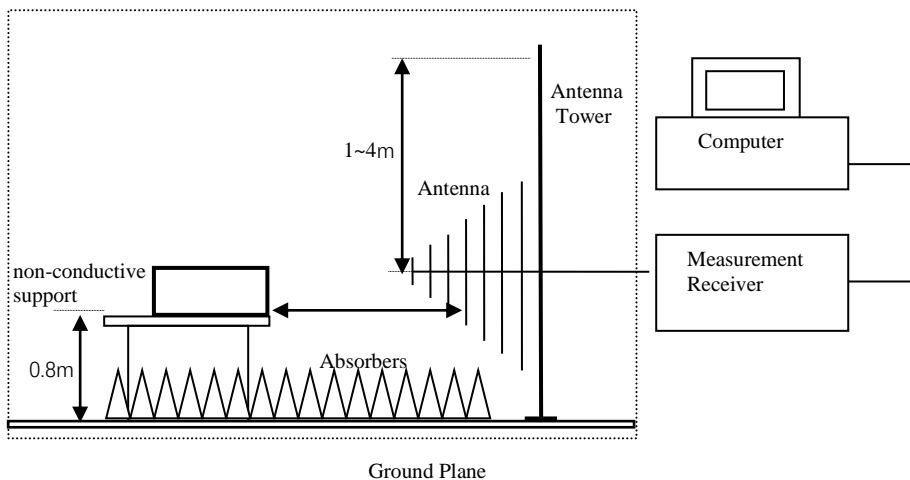 Antenna
Tower
Computer
1~4m
Antenna
Measurement
Receiver
non-conductive
support
0.8m
Absorbers
Ground Plane